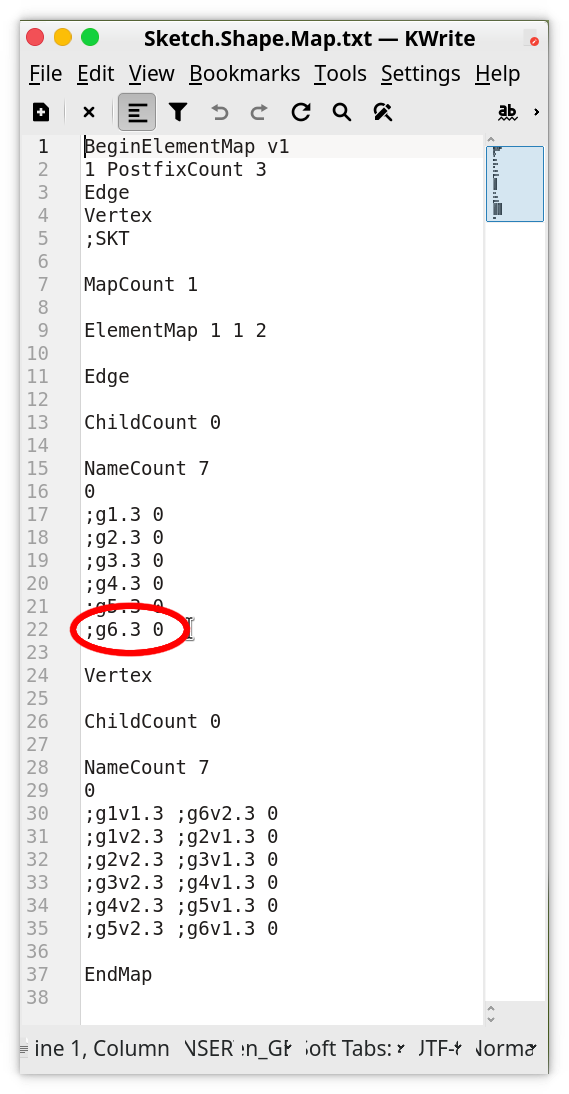 Sketch.Shape.Map.txt — KWrite
File Edit View Bookmarks Tools Settings Help
ab
1 BeginElementMap v1
2 1 PostfixCount 3
3 Edge
4 Vertex
5 ;SKT
6
7 MapCount 1
8
9 ElementMap 1 1 2
10
11 Edge
12
13 ChildCount 0
14
15 NameCount 7
16 0
17 ;g1.3 0
18 ;g2.3 0
19 ;g3.3 0
20 ;g4.3 0
21 ;g5.3 0
22 ;g6.3 0
23
24 Vertex
25
26 ChildCount 0
27
28 NameCount 7
29 0
30 ;g1v1.3 ;g6v2.3 0
31 ;g1v2.3 ;g2v1.3 0
32 ;g2v2.3 ;g3v1.3 0
33 ;g3v2.3 ;g4v1.3 0
34 ;g4v2.3 ;g5v1.3 0
35 ;g5v2.3 ;g6v1.3 0
36
37 EndMap
38
ine 1, Column NSER en_GB oft Tabs: JTF- Norma